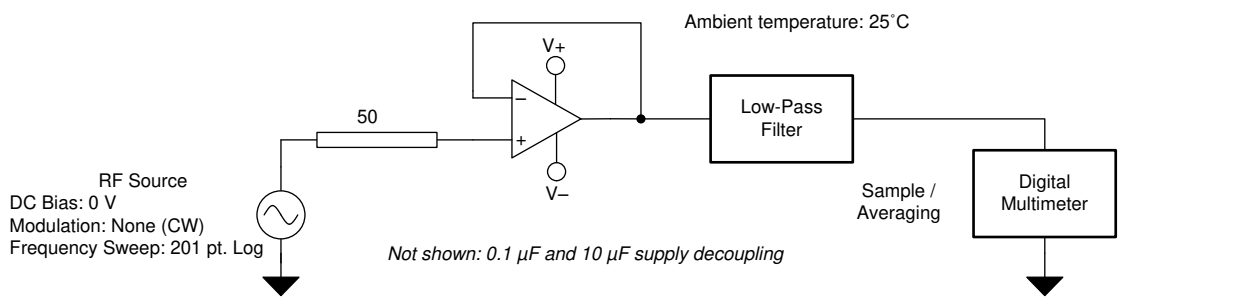 Ambient temperature: 25˚C
V+
50
–
+
Low-Pass
Filter
V–
RF Source
DC Bias: 0 V
Modulation: None (CW)
Frequency Sweep: 201 pt. Log
Sample /
Averaging
Digital
Multimeter
Not shown: 0.1 µF and 10 µF supply decoupling